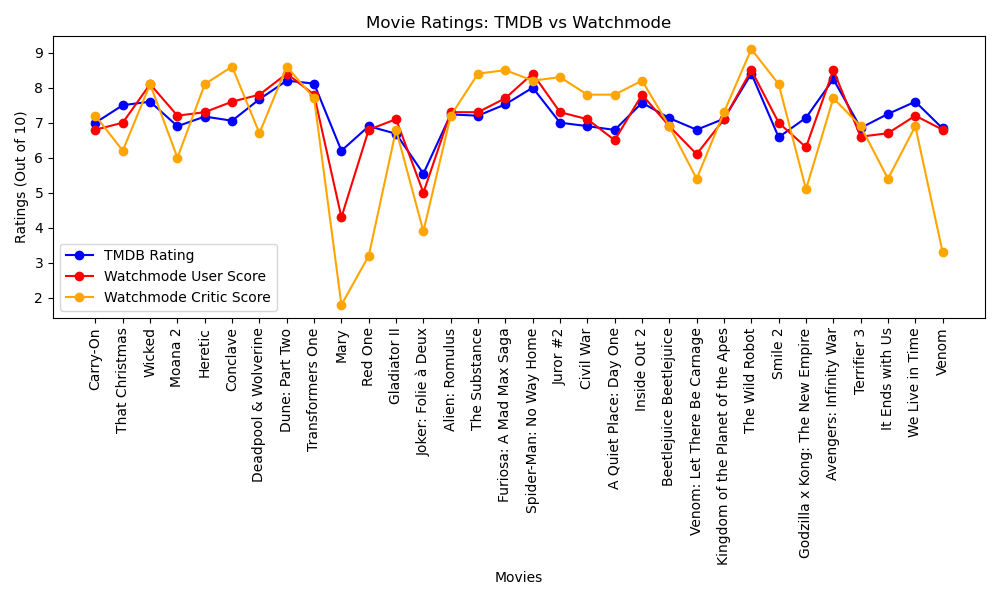 Movie Ratings: TMDB vs Watchmode
Ratings (Out of 10)
9
8
7
6
5
4
3
2
TMDB Rating
Watchmode User Score
Watchmode Critic Score
Carry-On
That Christmas
Wicked
Moana 2
Heretic
Conclave
Deadpool & Wolverine
Dune: Part Two
Transformers One
Mary
Red One
Gladiator II
Joker: Folie à Deux
Alien: Romulus
The Substance
Furiosa: A Mad Max Saga
Spider-Man: No Way Home
Juror #2
Civil War
A Quiet Place: Day One
Inside Out 2
Beetlejuice Beetlejuice
Venom: Let There Be Carnage
Kingdom of the Planet of the Apes
The Wild Robot
Smile 2
Godzilla x Kong: The New Empire
Avengers: Infinity War
Terrifier 3
It Ends with Us
We Live in Time
Venom
Movies